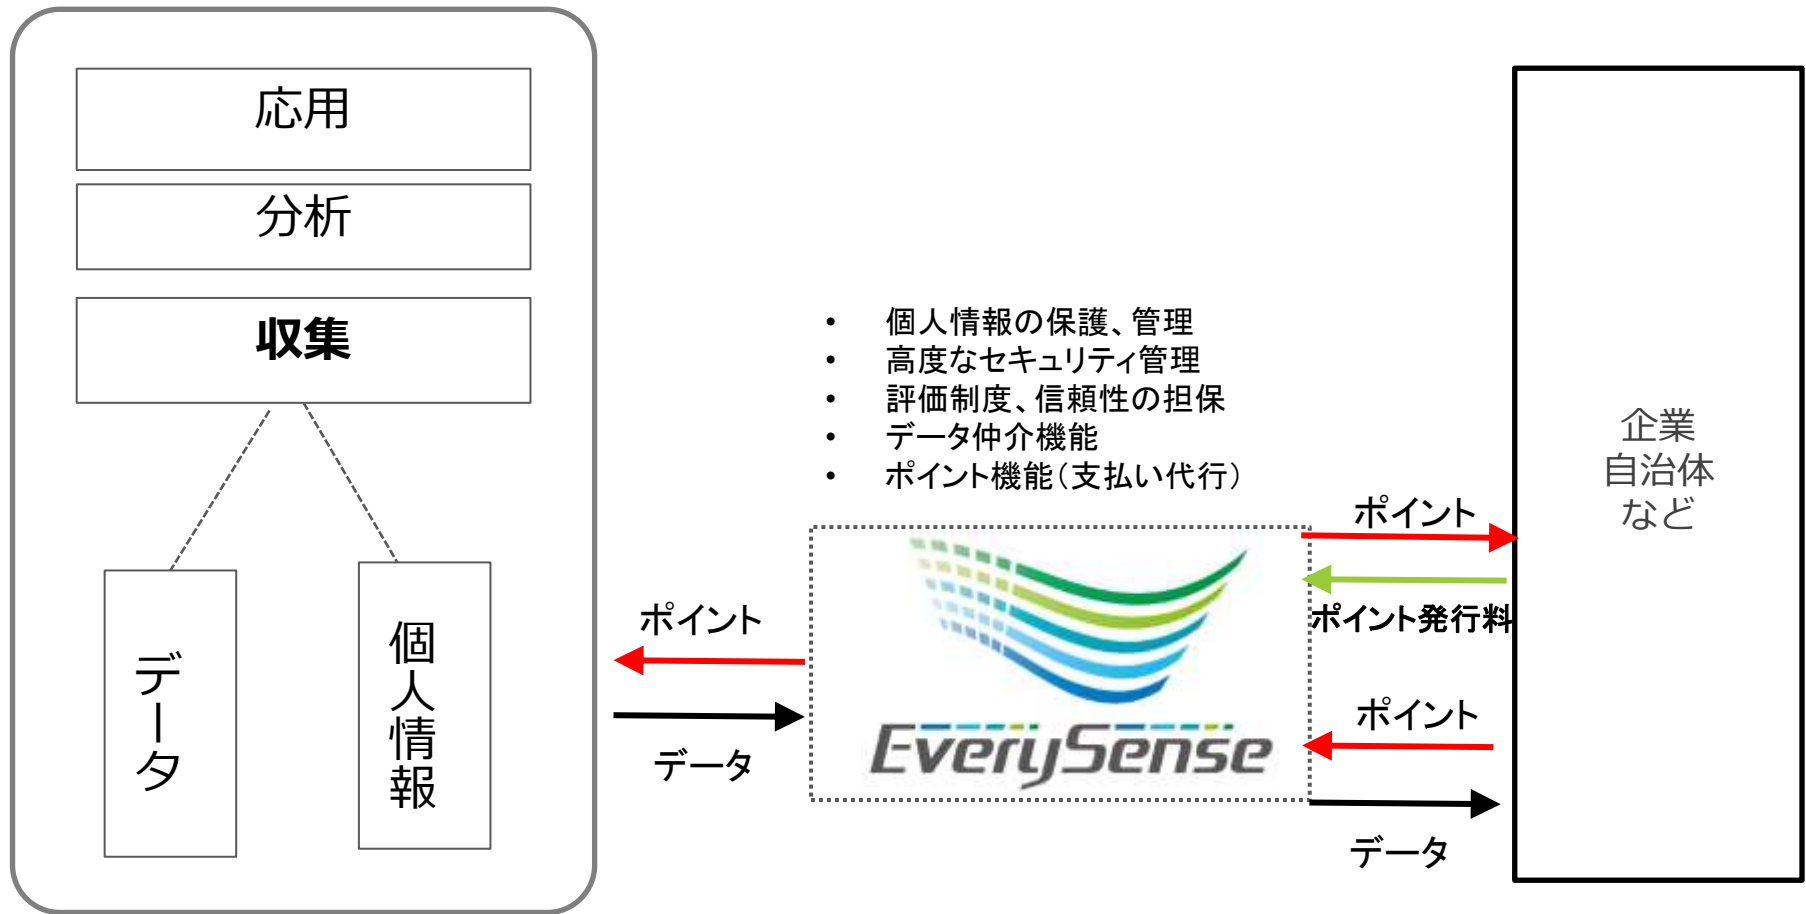 応用
分析
収集
データ
個人情報
ポイント
データ
• 個人情報の保護、管理
• 高度なセキュリティ管理
• 評価制度、信頼性の担保
• データ仲介機能
• ポイント機能(支払い代行)
EverySense
ポイント
ポイント発行料
ポイント
データ
企業
自治体
など